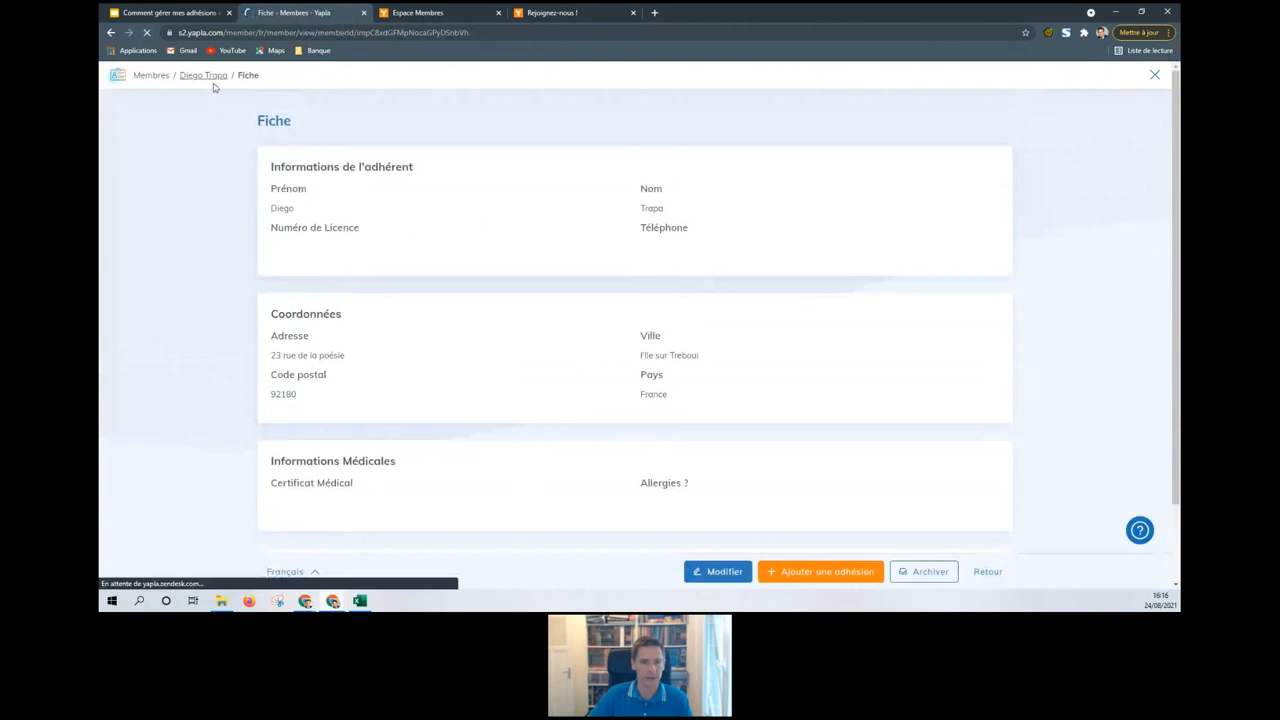 Comment gérer mes adhésions
Fiche - Membres - Yapla
Espace Membres
Rejoignez-nous !
s2.yapla.com/member/fr/member/view/memberId/impC8xdGFMpNocaGPyDSnbVh
Mettre à jour
Applications
Gmail
YouTube
Maps
Banque
Liste de lecture
Membres / Diego Trapa / Fiche
Fiche
Informations de l'adhérent
Prénom
Nom
Diego
Trapa
Numéro de Licence
Téléphone
Coordonnées
Adresse
Ville
23 rue de la poésie
l'Ile sur Treboui
Code postal
Pays
92180
France
Informations Médicales
Certificat Médical
Allergies ?
Français
Modifier
+ Ajouter une adhésion
Archiver
Retour
En attente de yapla.zendesk.com...
16:16
24/08/2021